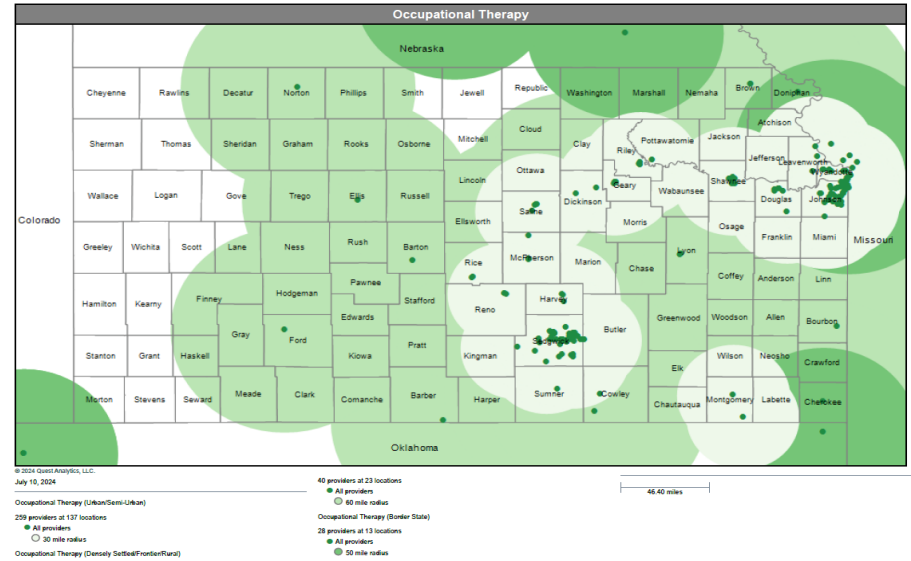 Occupational Therapy
Nebraska
Cheyenne Rawlins Decatur Norton Phillips Smith Jewell Republic Washington Marshall Nemaha Brown Doniphan
Atchison
Sherman Thomas Sheridan Graham Rooks Osborne Mitchell Cloud Clay Riley Pottawatomie Jackson
Jefferson Leavenworth
Wyandotte
Wallace Logan Gove Trego Ellis Russell Lincoln Ottawa Dickinson Geary Wabaunsee Shawnee Douglas Johnson
Saline
Colorado
Ellsworth Morris Osage Franklin Miami Missouri
Greeley Wichita Scott Lane Ness Rush Barton Rice McPherson Marion Chase Lyon
Hamilton Kearny Finney Hodgeman Pawnee Stafford Reno Harvey Coffey Anderson Linn
Edwards Butler Greenwood Woodson Allen Bourbon
Gray Ford
Stanton Grant Haskell Kiowa Pratt Kingman Sedgwick Elk Wilson Neosho Crawford
Morton Stevens Seward Meade Clark Comanche Barber Harper Sumner Cowley Chautauqua Montgomery Labette Cherokee
Oklahoma
© 2024 Quest Analytics, LLC.
July 10, 2024
Occupational Therapy (Urban/Semi-Urban)
259 providers at 137 locations
All providers
30 mile radius
Occupational Therapy (Densely Settled/Frontier/Rural)
40 providers at 23 locations
All providers
60 mile radius
Occupational Therapy (Border State)
28 providers at 13 locations
All providers
50 mile radius
46.40 miles